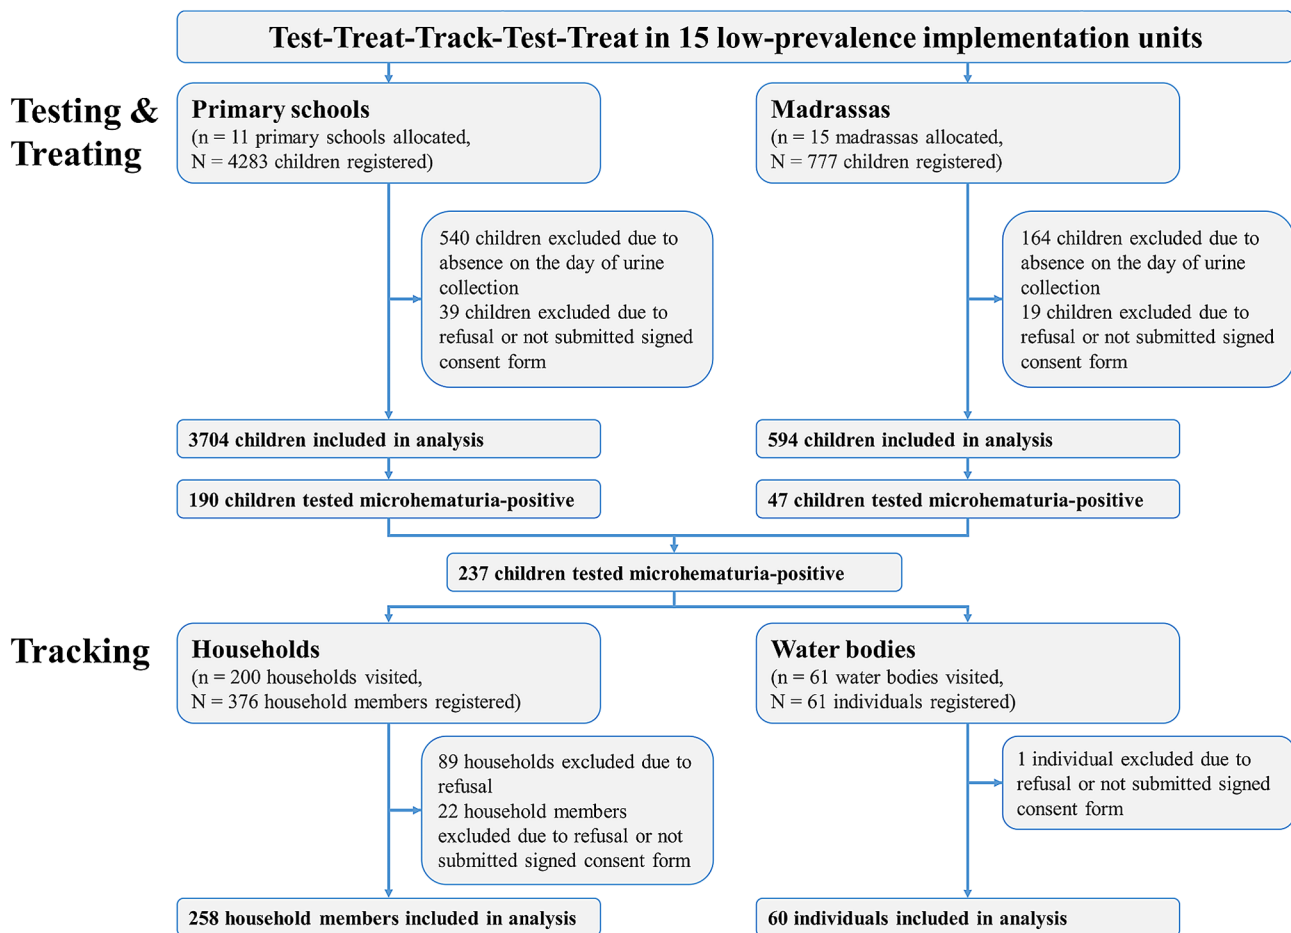 Test-Treat-Track-Test-Treat in 15 low-prevalence implementation units
Testing &
Treating
Primary schools
(n = 11 primary schools allocated,
N = 4283 children registered)
Madrassas
(n = 15 madrassas allocated,
N = 777 children registered)
540 children excluded due to
absence on the day of urine
collection
39 children excluded due to
refusal or not submitted signed
consent form
164 children excluded due to
absence on the day of urine
collection
19 children excluded due to
refusal or not submitted signed
consent form
3704 children included in analysis
594 children included in analysis
190 children tested microhematuria-positive
47 children tested microhematuria-positive
237 children tested microhematuria-positive
Tracking
Households
(n = 200 households visited,
N = 376 household members registered)
Water bodies
(n = 61 water bodies visited,
N = 61 individuals registered)
89 households excluded due to
refusal
22 household members
excluded due to refusal or not
submitted signed consent form
1 individual excluded due to
refusal or not submitted signed
consent form
258 household members included in analysis
60 individuals included in analysis